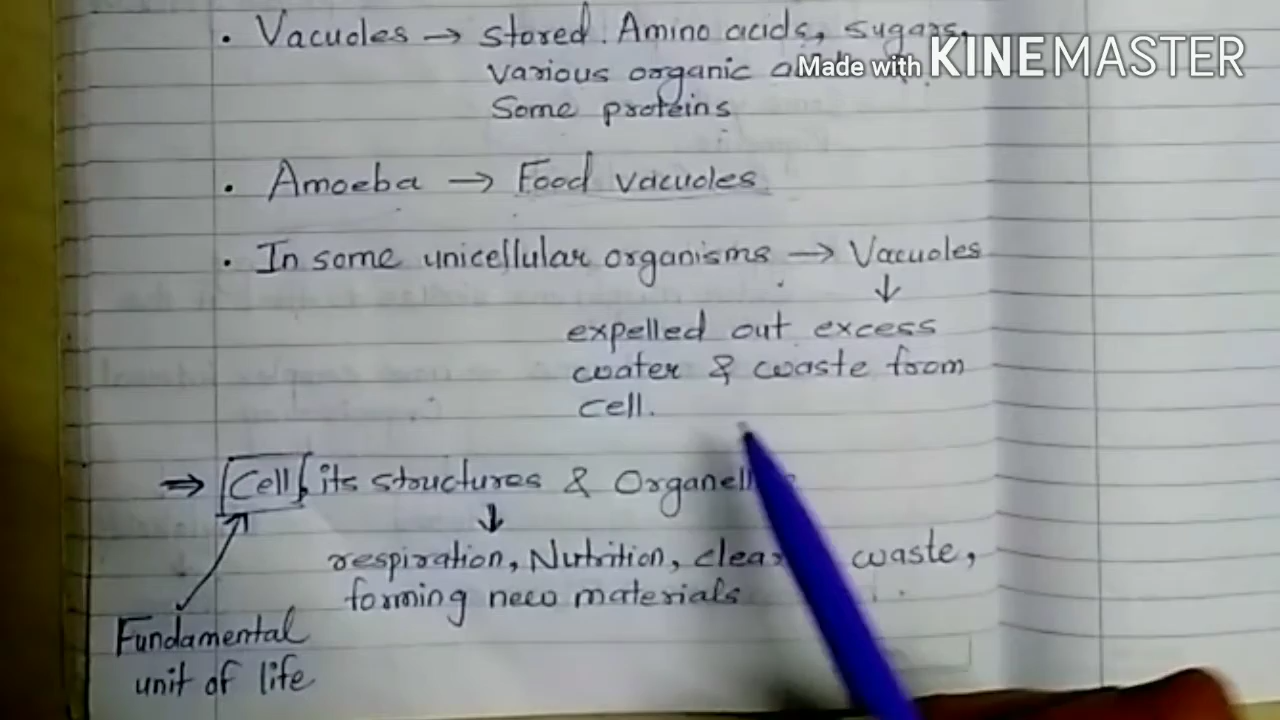 . Vacuoles → stored. Amino acids, sugars,
various organic
Made with KINEMASTER
Some proteins
. Amoeba → Food vacuoles.
. In some unicellular organisms → Vacuoles
↓
expelled out excess
water & waste from
cell.
⇒ Cell, its structures &
↓
respiration, Nutrition, waste,
forming new materials
Fundamental
unit of life